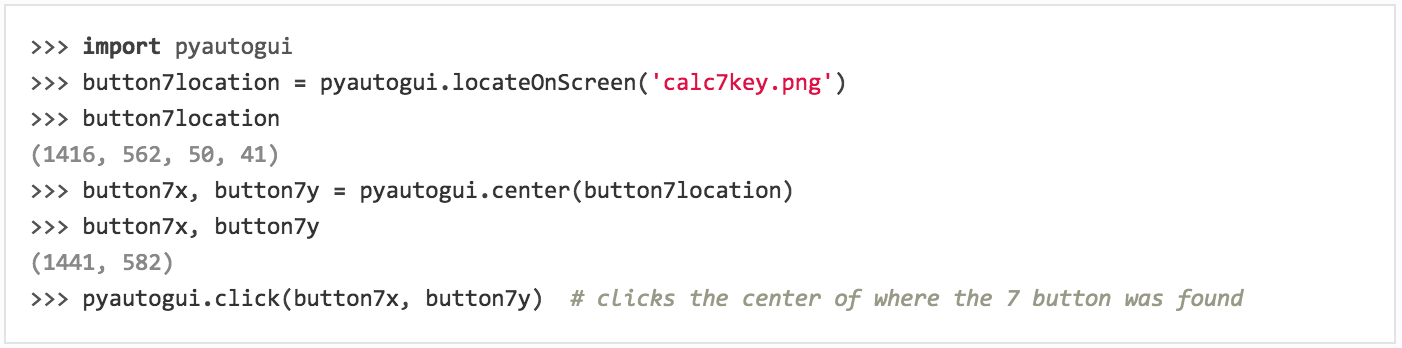 >>> import pyautogui
>>> button7location = pyautogui.locateOnScreen('calc7key.png')
>>> button7location
(1416, 562, 50, 41)
>>> button7x, button7y = pyautogui.center(button7location)
>>> button7x, button7y
(1441, 582)
>>> pyautogui.click(button7x, button7y)  # clicks the center of where the 7 button was found